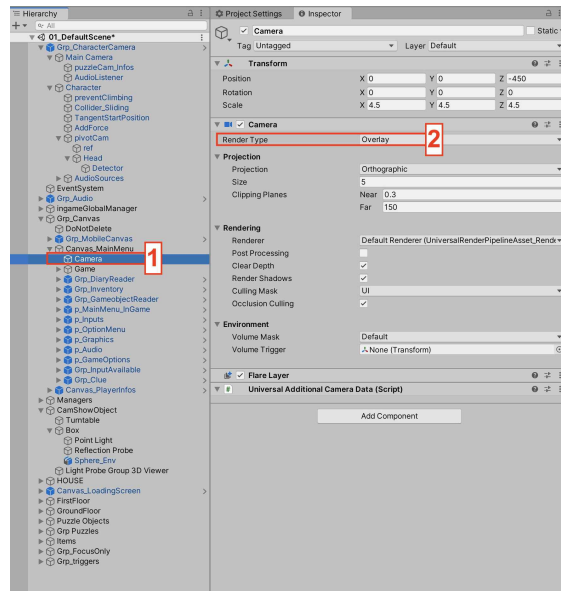 Hierarchy
All
01_DefaultScene*
Grp_CharacterCamera
Main Camera
puzzleCam_Infos
AudioListener
Character
preventClimbing
Collider_Sliding
TangentStartPosition
AddForce
pivotCam
ref
Head
Detector
AudioSources
EventSystem
Grp_Audio
ingameGlobalManager
Grp_Canvas
DoNotDelete
Grp_MobileCanvas
Canvas_MainMenu
1
Camera
Game
Grp_DiaryReader
Grp_Inventory
Grp_GameobjectReader
p_MainMenu_InGame
p_Inputs
p_OptionMenu
p_Graphics
p_Audio
p_GameOptions
Grp_InputAvailable
Grp_Clue
Canvas_PlayerInfos
Managers
CamShowObject
Turntable
Box
Point Light
Reflection Probe
Sphere_Env
Light Probe Group 3D Viewer
HOUSE
Canvas_LoadingScreen
FirstFloor
GroundFloor
Puzzle Objects
Grp Puzzles
Items
Grp_FocusOnly
Grp_triggers
Project Settings Inspector
Camera Static
Tag Untagged Layer Default
Transform
Position X 0 Y 0 Z -450
Rotation X 0 Y 0 Z 0
Scale X 4.5 Y 4.5 Z 4.5
Camera
Render Type Overlay 2
Projection
Projection Orthographic
Size 5
Clipping Planes Near 0.3
Far 150
Rendering
Renderer Default Renderer (UniversalRenderPipelineAsset_Rende
Post Processing
Clear Depth
Render Shadows
Culling Mask UI
Occlusion Culling
Environment
Volume Mask Default
Volume Trigger None (Transform)
Flare Layer
# Universal Additional Camera Data (Script)
Add Component